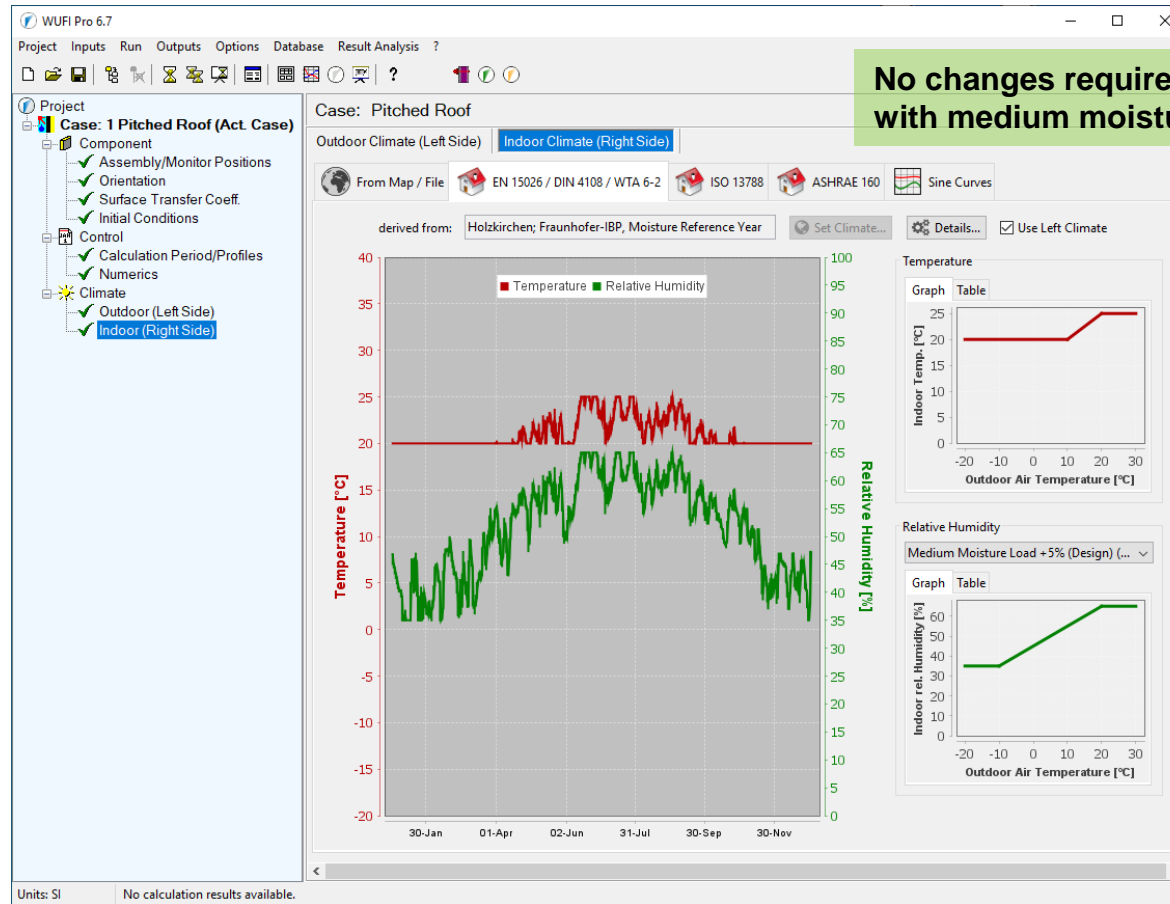 WUFI Pro 6.7
Project Inputs Run Outputs Options Database Result Analysis ?
?
No changes require
with medium moistu
Project
Case: 1 Pitched Roof (Act. Case)
Component
Assembly/Monitor Positions
Orientation
Surface Transfer Coeff.
Initial Conditions
Control
Calculation Period/Profiles
Numerics
Climate
Outdoor (Left Side)
Indoor (Right Side)
Case: Pitched Roof
Outdoor Climate (Left Side) Indoor Climate (Right Side)
From Map / File EN 15026 / DIN 4108 / WTA 6-2 ISO 13788 ASHRAE 160 Sine Curves
derived from: Holzkirchen; Fraunhofer-IBP, Moisture Reference Year Set Climate... Details... Use Left Climate
Temperature Relative Humidity
Temperature [°C]
40
35
30
25
20
15
10
5
0
-5
-10
-15
-20
100
95
90
85
80
75
70
65
60
55
50
45
40
35
30
25
20
15
10
5
0
Relative Humidity [%]
30-Jan 01-Apr 02-Jun 31-Jul 30-Sep 30-Nov
Temperature
Graph Table
Indoor Temp. [°C]
25
20
15
10
5
0
-20 -10 0 10 20 30
Outdoor Air Temperature [°C]
Relative Humidity
Medium Moisture Load +5% (Design) (...
Graph Table
Indoor rel. Humidity [%]
60
50
40
30
20
10
0
-20 -10 0 10 20 30
Outdoor Air Temperature [°C]
Units: SI No calculation results available.